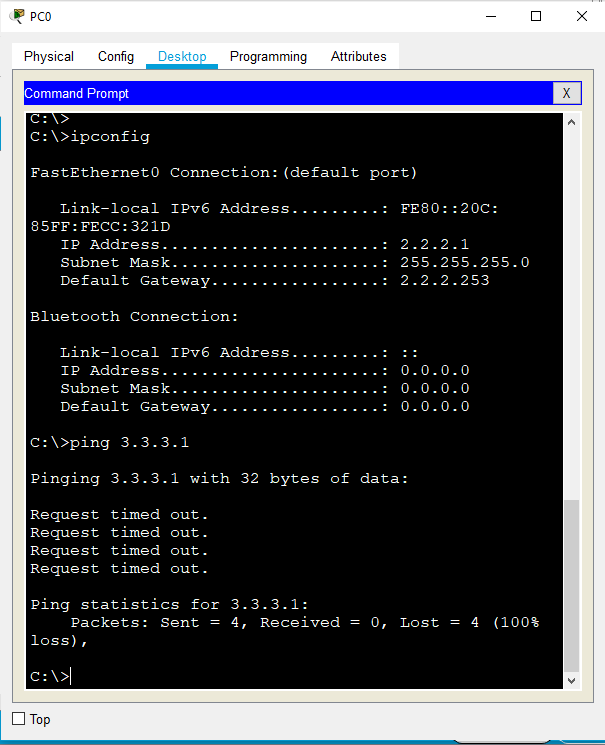 PC0
Physical Config Desktop Programming Attributes
Command Prompt X
C:\>
C:\>ipconfig
FastEthernet0 Connection:(default port)
Link-local IPv6 Address.........: FE80::20C:
85FF:FECC:321D
IP Address......................: 2.2.2.1
Subnet Mask.....................: 255.255.255.0
Default Gateway.................: 2.2.2.253
Bluetooth Connection:
Link-local IPv6 Address.........: ::
IP Address......................: 0.0.0.0
Subnet Mask.....................: 0.0.0.0
Default Gateway.................: 0.0.0.0
C:\>ping 3.3.3.1
Pinging 3.3.3.1 with 32 bytes of data:
Request timed out.
Request timed out.
Request timed out.
Request timed out.
Ping statistics for 3.3.3.1:
Packets: Sent = 4, Received = 0, Lost = 4 (100%
loss),
C:\>
Top